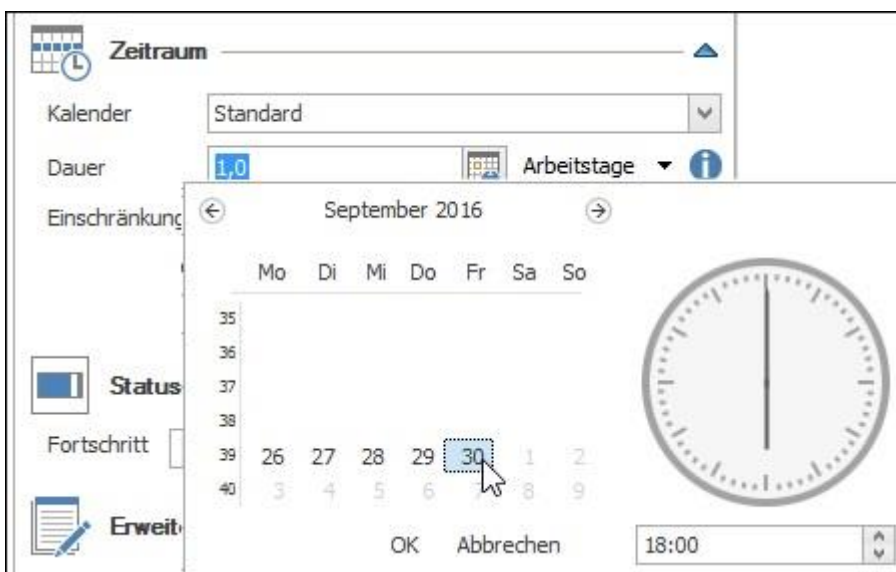 Zeitraum
Kalender Standard
Dauer 1,0 Arbeitstage
Einschränkung
September 2016
Mo Di Mi Do Fr Sa So
35
36
Status
37
38
Fortschritt
39 26 27 28 29 30 1 2
40 3 4 5 6 7 8 9
Erweite
OK Abbrechen 18:00